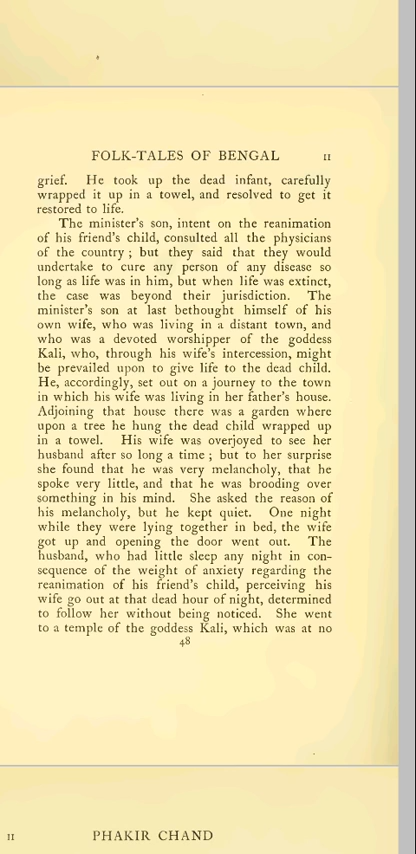 FOLK-TALES OF BENGAL II
grief. He took up the dead infant, carefully
wrapped it up in a towel, and resolved to get it
restored to life.
The minister's son, intent on the reanimation
of his friend's child, consulted all the physicians
of the country ; but they said that they would
undertake to cure any person of any disease so
long as life was in him, but when life was extinct,
the case was beyond their jurisdiction. The
minister's son at last bethought himself of his
own wife, who was living in a distant town, and
who was a devoted worshipper of the goddess
Kali, who, through his wife's intercession, might
be prevailed upon to give life to the dead child.
He, accordingly, set out on a journey to the town
in which his wife was living in her father's house.
Adjoining that house there was a garden where
upon a tree he hung the dead child wrapped up
in a towel. His wife was overjoyed to see her
husband after so long a time ; but to her surprise
she found that he was very melancholy, that he
spoke very little, and that he was brooding over
something in his mind. She asked the reason of
his melancholy, but he kept quiet. One night
while they were lying together in bed, the wife
got up and opening the door went out. The
husband, who had little sleep any night in con-
sequence of the weight of anxiety regarding the
reanimation of his friend's child, perceiving his
wife go out at that dead hour of night, determined
to follow her without being noticed. She went
to a temple of the goddess Kali, which was at no
48
II PHAKIR CHAND